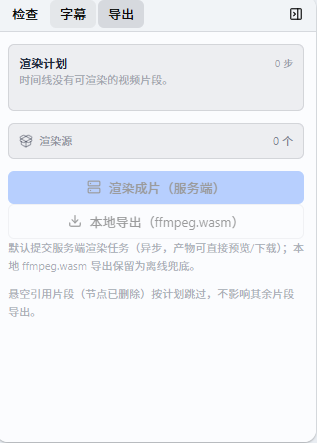 检查 字幕 导出
渲染计划 0 步
时间线没有可渲染的视频片段。
渲染源 0 个
渲染成片（服务端）
本地导出（ffmpeg.wasm）
默认提交服务端渲染任务（异步，产物可直接预览/下载）；本
地 ffmpeg.wasm 导出保留为离线兜底。
悬空引用片段（节点已删除）按计划跳过，不影响其余片段
导出。